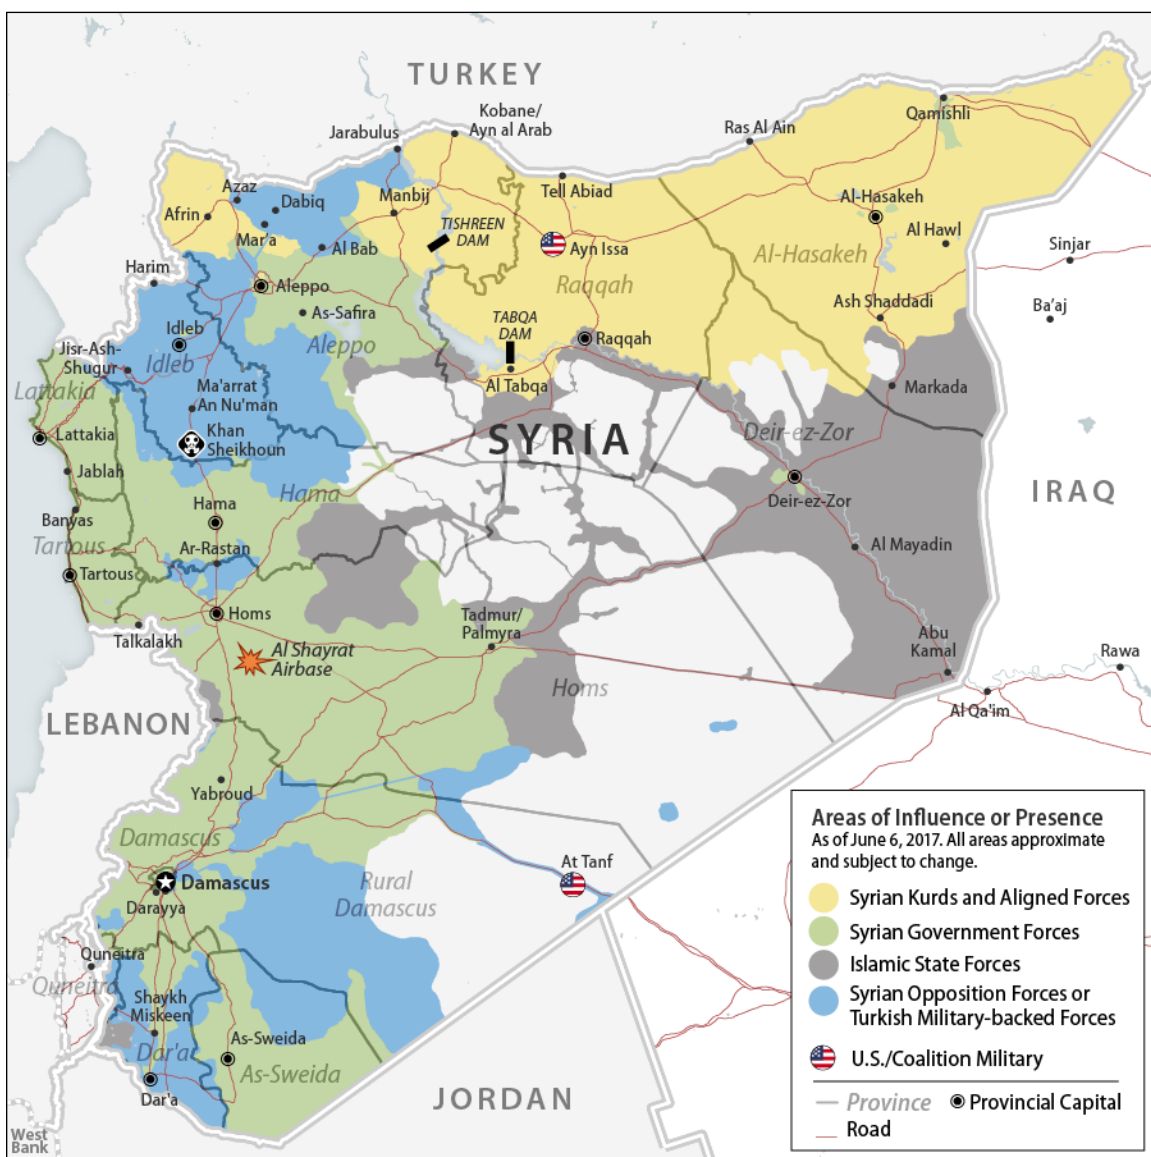 TURKEY
Kobane/
Ayn al Arab
Jarabulus
Ras Al Ain
Qamishli
Azaz
Dabiq
Manbij
Tell Abiad
Afrin
Mar'a
Al Bab
TISHREEN
DAM
Ayn Issa
Al-Hasakeh
Al Hawl
Sinjar
Al-Hasakeh
Harim
Aleppo
Raqqah
Ash Shaddadi
Ba'aj
As-Safira
TABQA
DAM
Idleb
Aleppo
Raqqah
Jisr-Ash-
Shugur
Idleb
Lattakia
Ma'arrat
An Nu'man
Al Tabqa
Markada
Lattakia
Khan
Sheikhoun
SYRIA
Deir-ez-Zor
Jablah
Hama
IRAQ
Banyas
Hama
Deir-ez-Zor
Tartous
Ar-Rastan
Al Mayadin
Tartous
Homs
Talkalakh
Tadmur/
Palmyra
Abu
Kamal
Rawa
Al Shayrat
Airbase
Homs
Al Qa'im
LEBANON
Yabroud
Damascus
At Tanf
Damascus
Rural
Damascus
Darayya
Quneitra
Quneitra
Shaykh
Miskeen
Dar'a
As-Sweida
As-Sweida
Dar'a
JORDAN
West
Bank
Areas of Influence or Presence
As of June 6, 2017. All areas approximate
and subject to change.
Syrian Kurds and Aligned Forces
Syrian Government Forces
Islamic State Forces
Syrian Opposition Forces or
Turkish Military-backed Forces
U.S./Coalition Military
Province Provincial Capital
Road